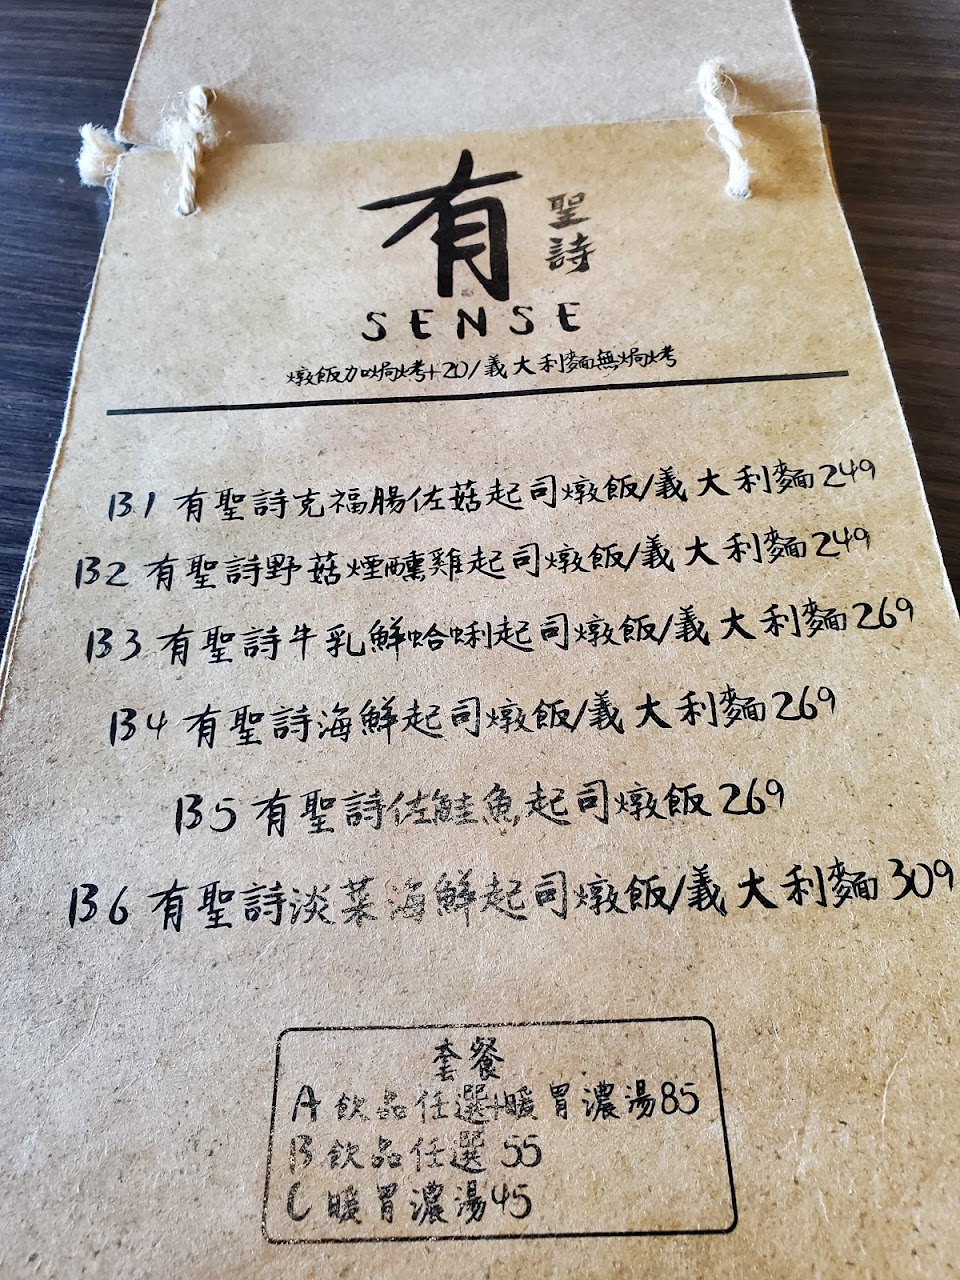 有 聖詩
SENSE
燉飯加焗烤+20/義大利麵無焗烤
B1 有聖詩克福腸佐菇起司燉飯/義大利麵249
B2 有聖詩野菇煙醺雞起司燉飯/義大利麵249
B3 有聖詩牛乳鮮蛤蜊起司燉飯/義大利麵269
B4 有聖詩海鮮起司燉飯/義大利麵269
B5 有聖詩佐鮭魚起司燉飯269
B6 有聖詩淡菜海鮮起司燉飯/義大利麵309
套餐
A 飲品任選+暖胃濃湯85
B 飲品任選 55
C 暖胃濃湯45